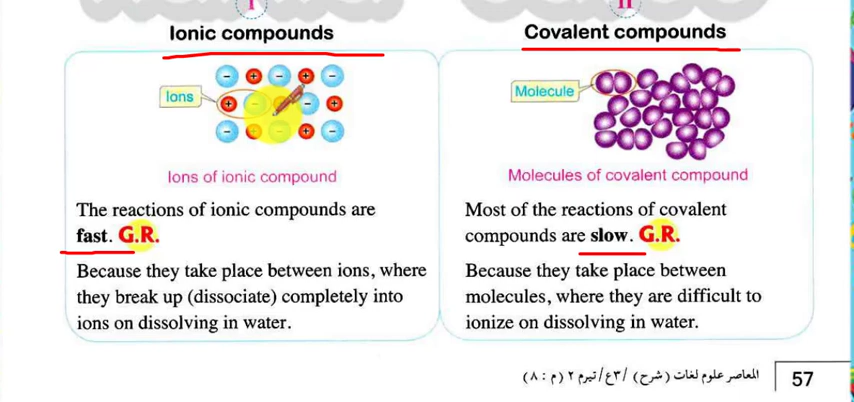 I
II
Ionic compounds
Covalent compounds
Ions
Molecule
Ions of ionic compound
Molecules of covalent compound
The reactions of ionic compounds are
fast. G.R.
Because they take place between ions, where
they break up (dissociate) completely into
ions on dissolving in water.
Most of the reactions of covalent
compounds are slow. G.R.
Because they take place between
molecules, where they are difficult to
ionize on dissolving in water.
المعاصر علوم لغات (شرح) /٣ع/تيرم ٢ (م : ٨)
57